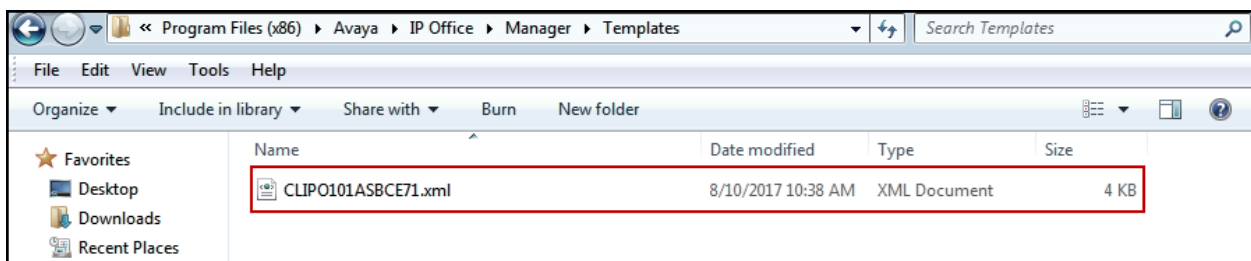 « Program Files (x86) ▸ Avaya ▸ IP Office ▸ Manager ▸ Templates Search Templates
File Edit View Tools Help
Organize Include in library Share with Burn New folder
Favorites Name Date modified Type Size
Desktop CLIPO101ASBCE71.xml 8/10/2017 10:38 AM XML Document 4 KB
Downloads
Recent Places